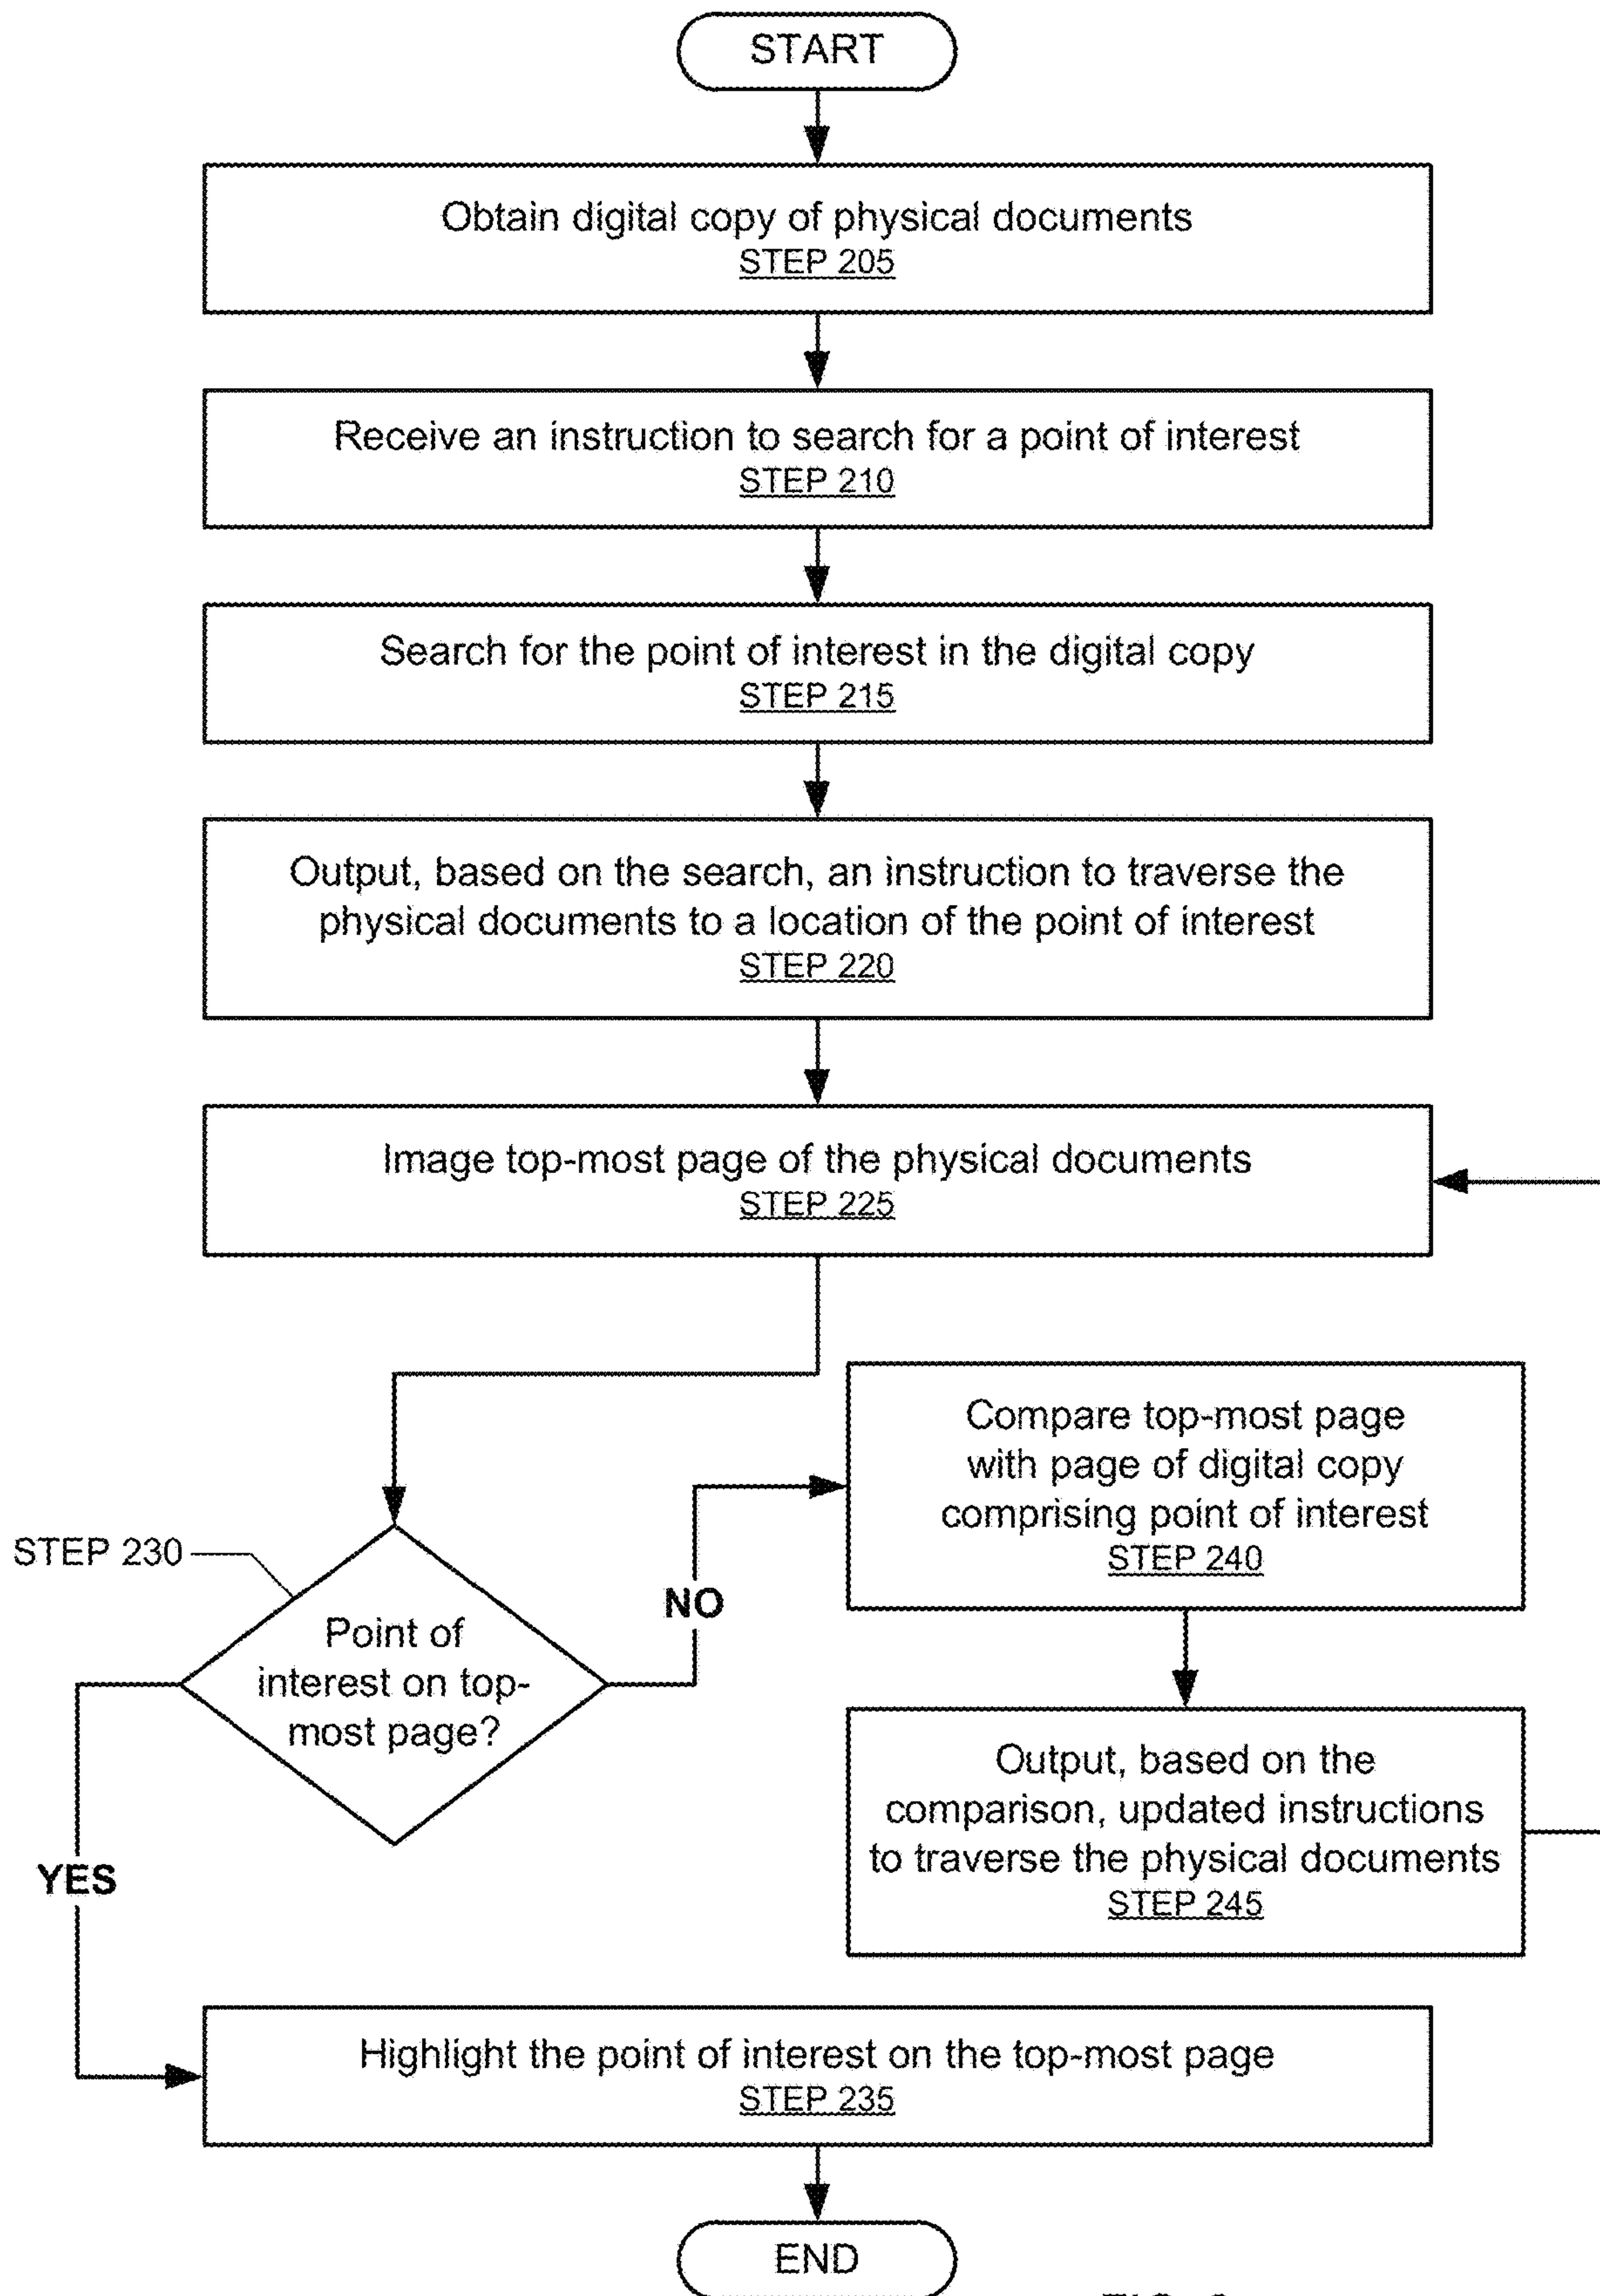 START
Obtain digital copy of physical documents
STEP 205
Receive an instruction to search for a point of interest
STEP 210
Search for the point of interest in the digital copy
STEP 215
Output, based on the search, an instruction to traverse the
physical documents to a location of the point of interest
STEP 220
Image top-most page of the physical documents
STEP 225
STEP 230
Point of
interest on top-
most page?
NO
Compare top-most page
with page of digital copy
comprising point of interest
STEP 240
Output, based on the
comparison, updated instructions
to traverse the physical documents
STEP 245
YES
Highlight the point of interest on the top-most page
STEP 235
END